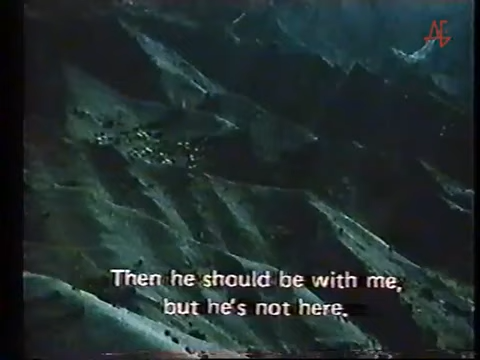 Then he should be with me,
but he's not here.